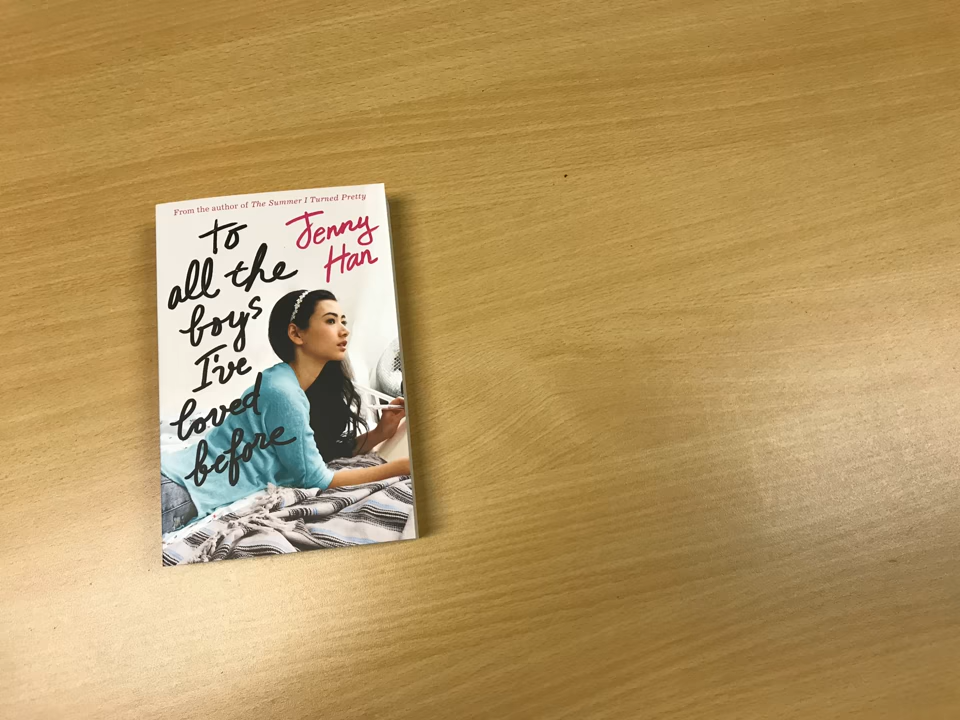 From the author of The Summer I Turned Pretty
to
all the
boys
I've
loved
before
Jenny
Han